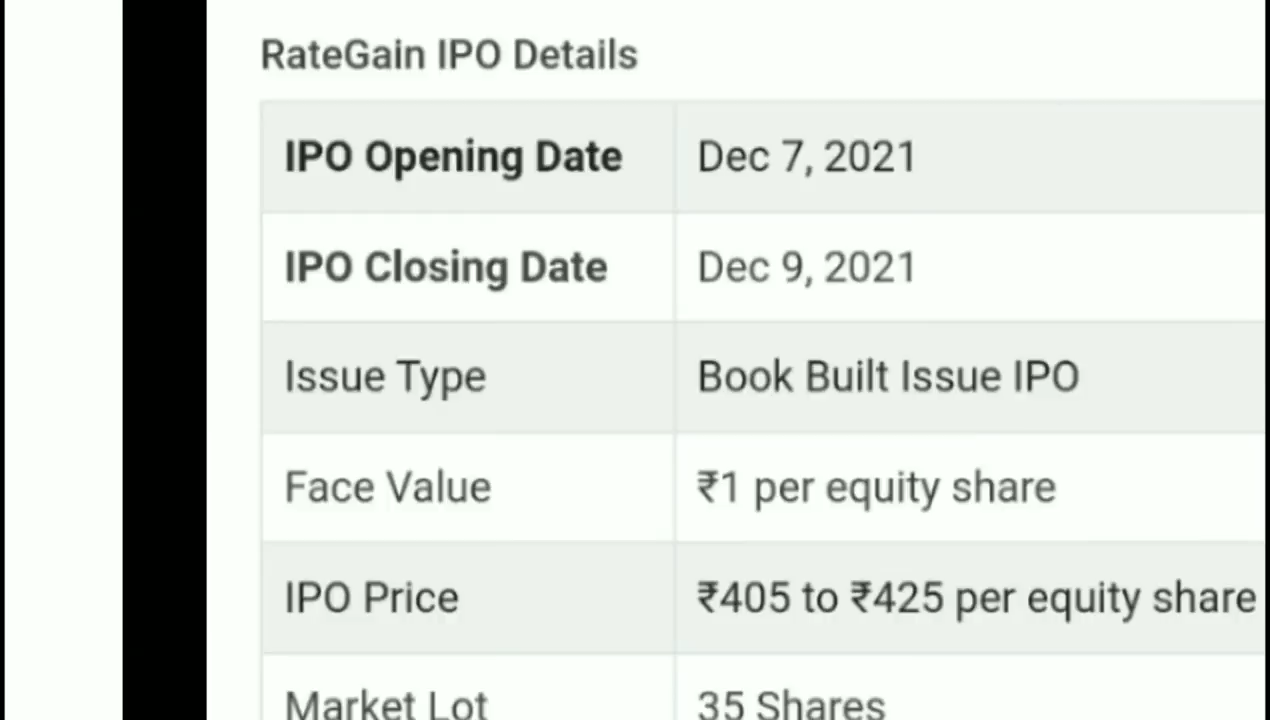 RateGain IPO Details
IPO Opening Date Dec 7, 2021
IPO Closing Date Dec 9, 2021
Issue Type Book Built Issue IPO
Face Value ₹1 per equity share
IPO Price ₹405 to ₹425 per equity share
Market Lot 35 Shares